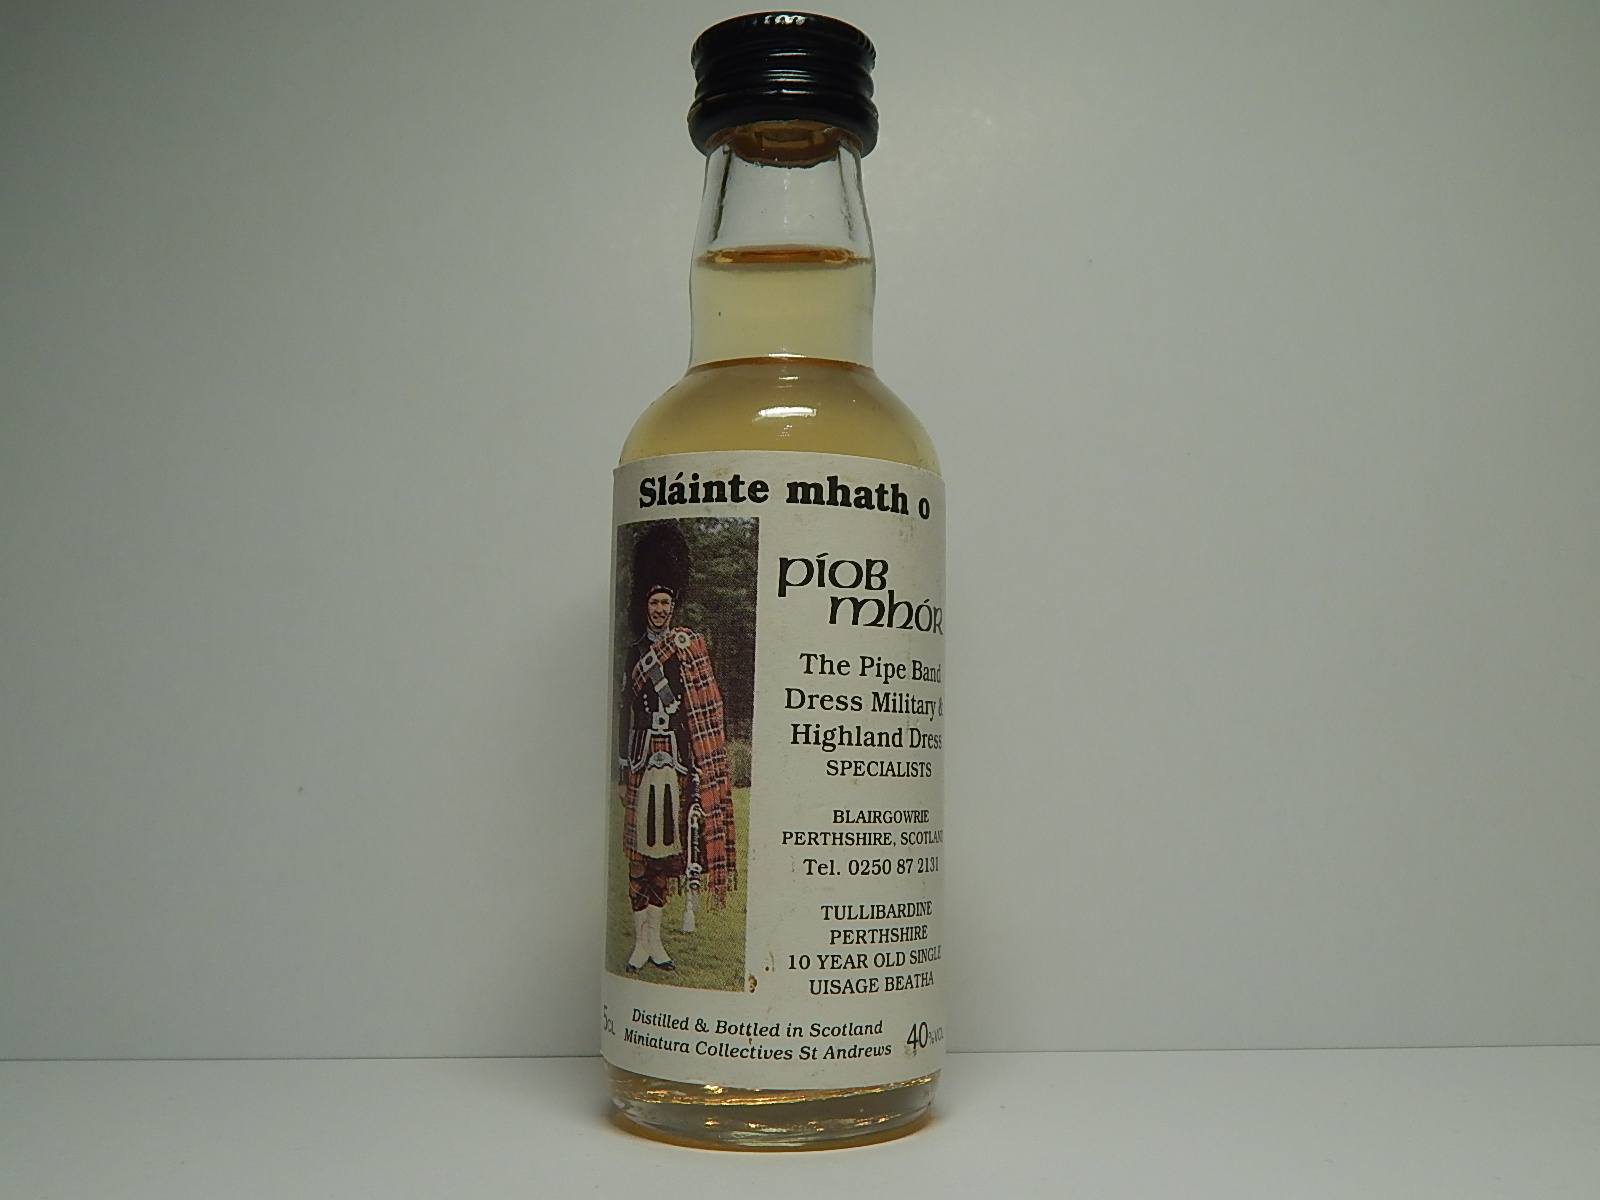 Sláinte mhath o
píob
mhór
The Pipe Band
Dress Military &
Highland Dress
SPECIALISTS
BLAIRGOWRIE
PERTHSHIRE, SCOTLAND
Tel. 0250 87 2131
TULLIBARDINE
PERTHSHIRE
10 YEAR OLD SINGLE
UISAGE BEATHA
5CL Distilled & Bottled in Scotland 40%VOL
Miniatura Collectives St Andrews